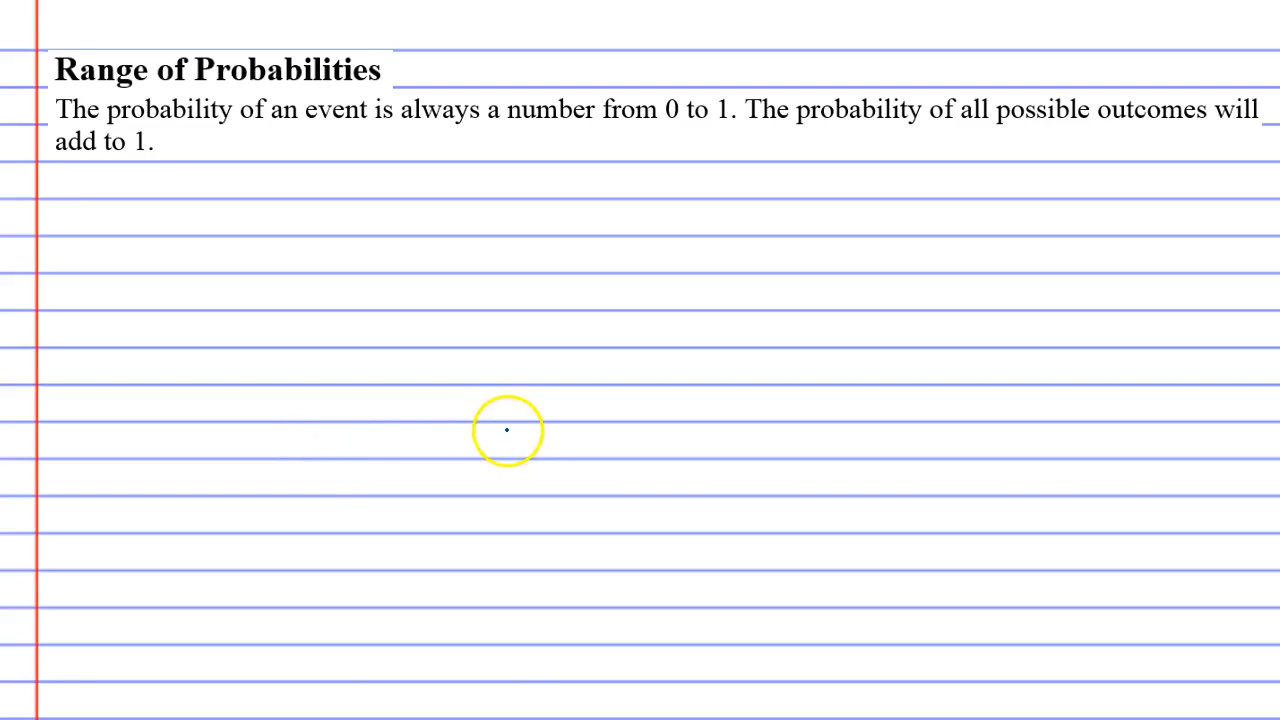 Range of Probabilities
The probability of an event is always a number from 0 to 1. The probability of all possible outcomes will
add to 1.